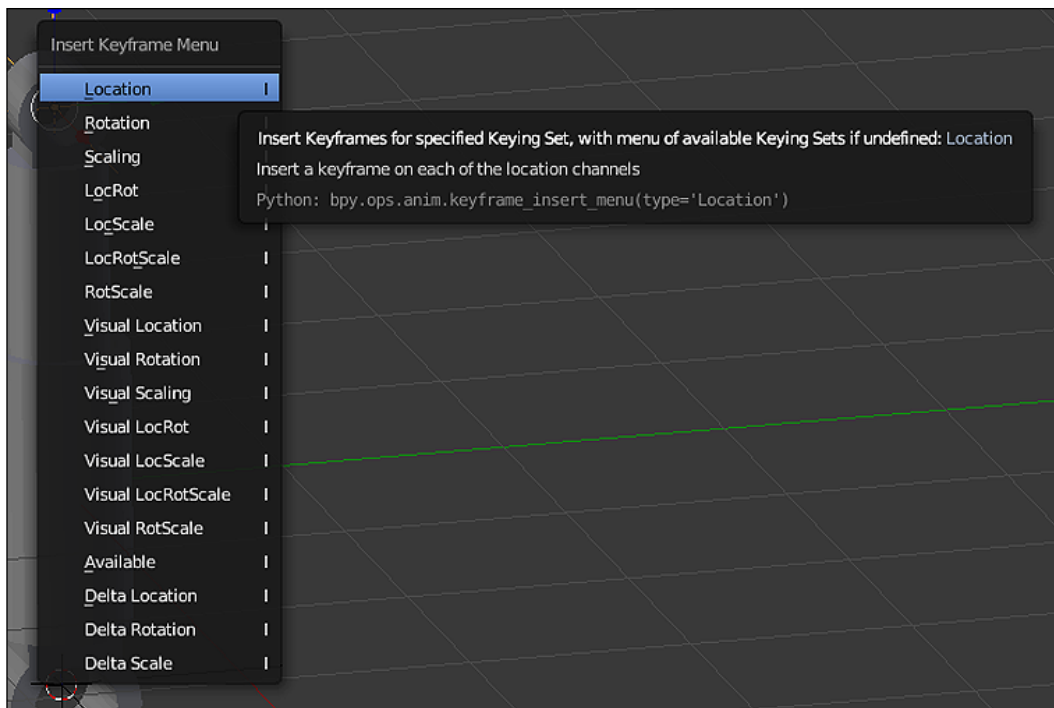 Insert Keyframe Menu
Location I
Rotation I
Scaling
LocRot
LocScale I
LocRotScale I
RotScale I
Visual Location I
Visual Rotation I
Visual Scaling I
Visual LocRot I
Visual LocScale I
Visual LocRotScale I
Visual RotScale I
Available I
Delta Location I
Delta Rotation I
Delta Scale I
Insert Keyframes for specified Keying Set, with menu of available Keying Sets if undefined: Location
Insert a keyframe on each of the location channels
Python: bpy.ops.anim.keyframe_insert_menu(type='Location')